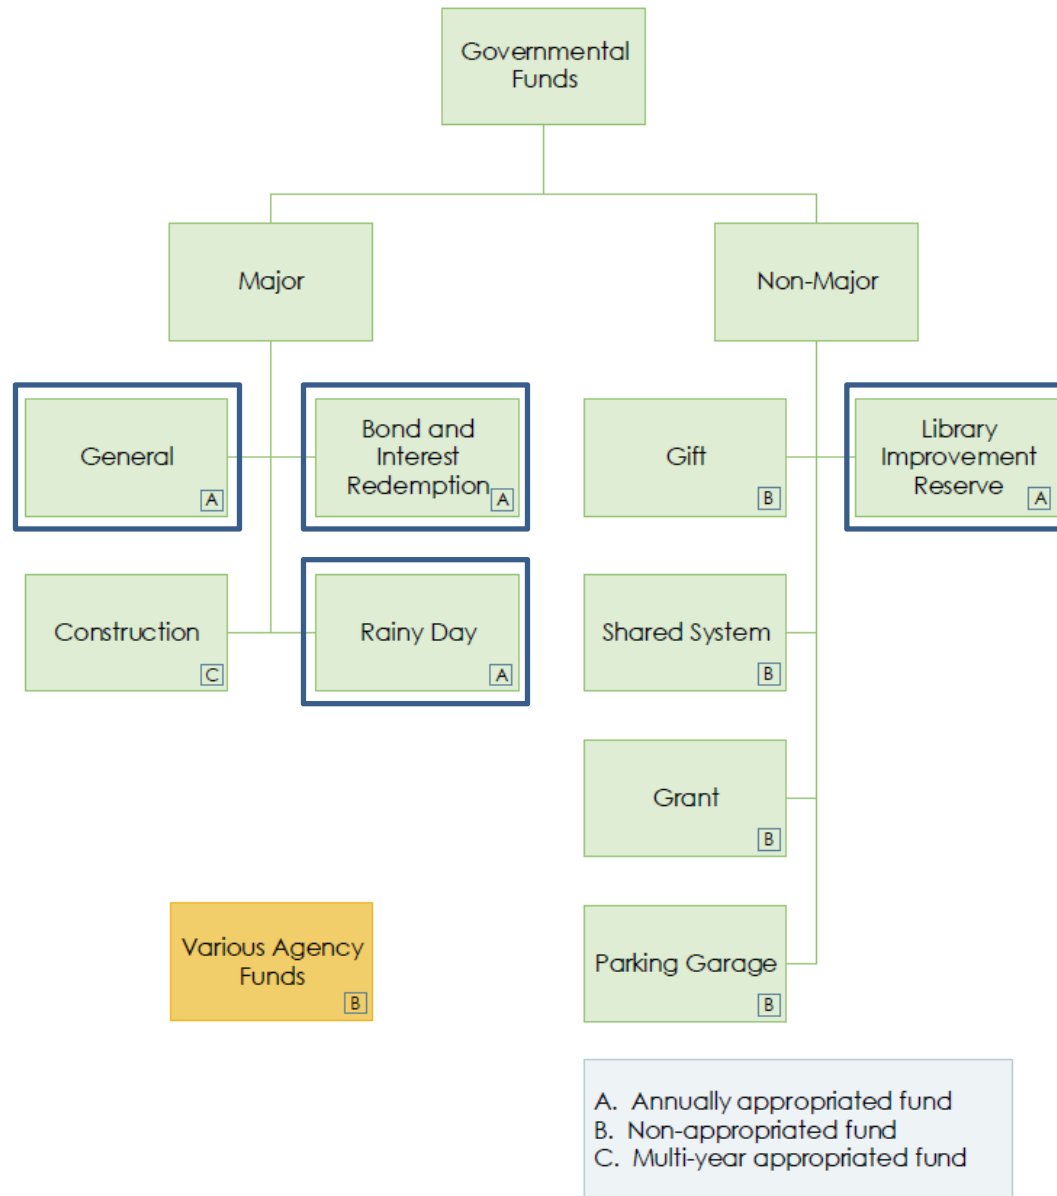 Governmental
Funds
Major
Non-Major
General
A
Bond and
Interest
Redemption
A
Gift
B
Library
Improvement
Reserve
A
Construction
C
Rainy Day
A
Shared System
B
Grant
B
Various Agency
Funds
B
Parking Garage
B
A. Annually appropriated fund
B. Non-appropriated fund
C. Multi-year appropriated fund